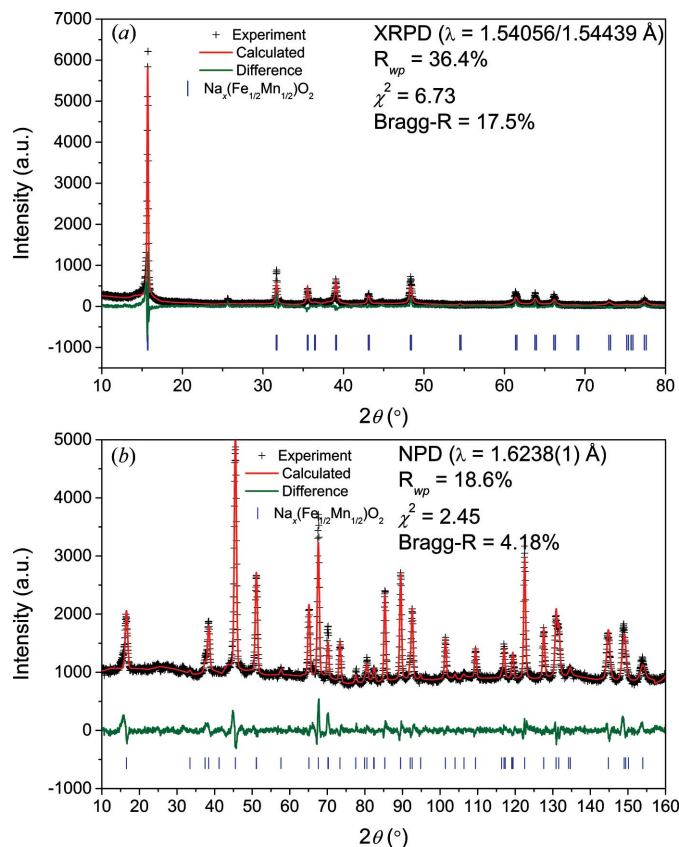 (a)
Experiment
Calculated
Difference
Naₓ(Fe₁/₂Mn₁/₂)O₂
XRPD (λ = 1.54056/1.54439 Å)
R_wp = 36.4%
χ² = 6.73
Bragg-R = 17.5%
Intensity (a.u.)
7000
6000
5000
4000
3000
2000
1000
0
-1000
10 20 30 40 50 60 70 80
2θ (°)
(b)
Experiment
Calculated
Difference
Naₓ(Fe₁/₂Mn₁/₂)O₂
NPD (λ = 1.6238(1) Å)
R_wp = 18.6%
χ² = 2.45
Bragg-R = 4.18%
Intensity (a.u.)
5000
4000
3000
2000
1000
0
-1000
10 20 30 40 50 60 70 80 90 100 110 120 130 140 150 160
2θ (°)